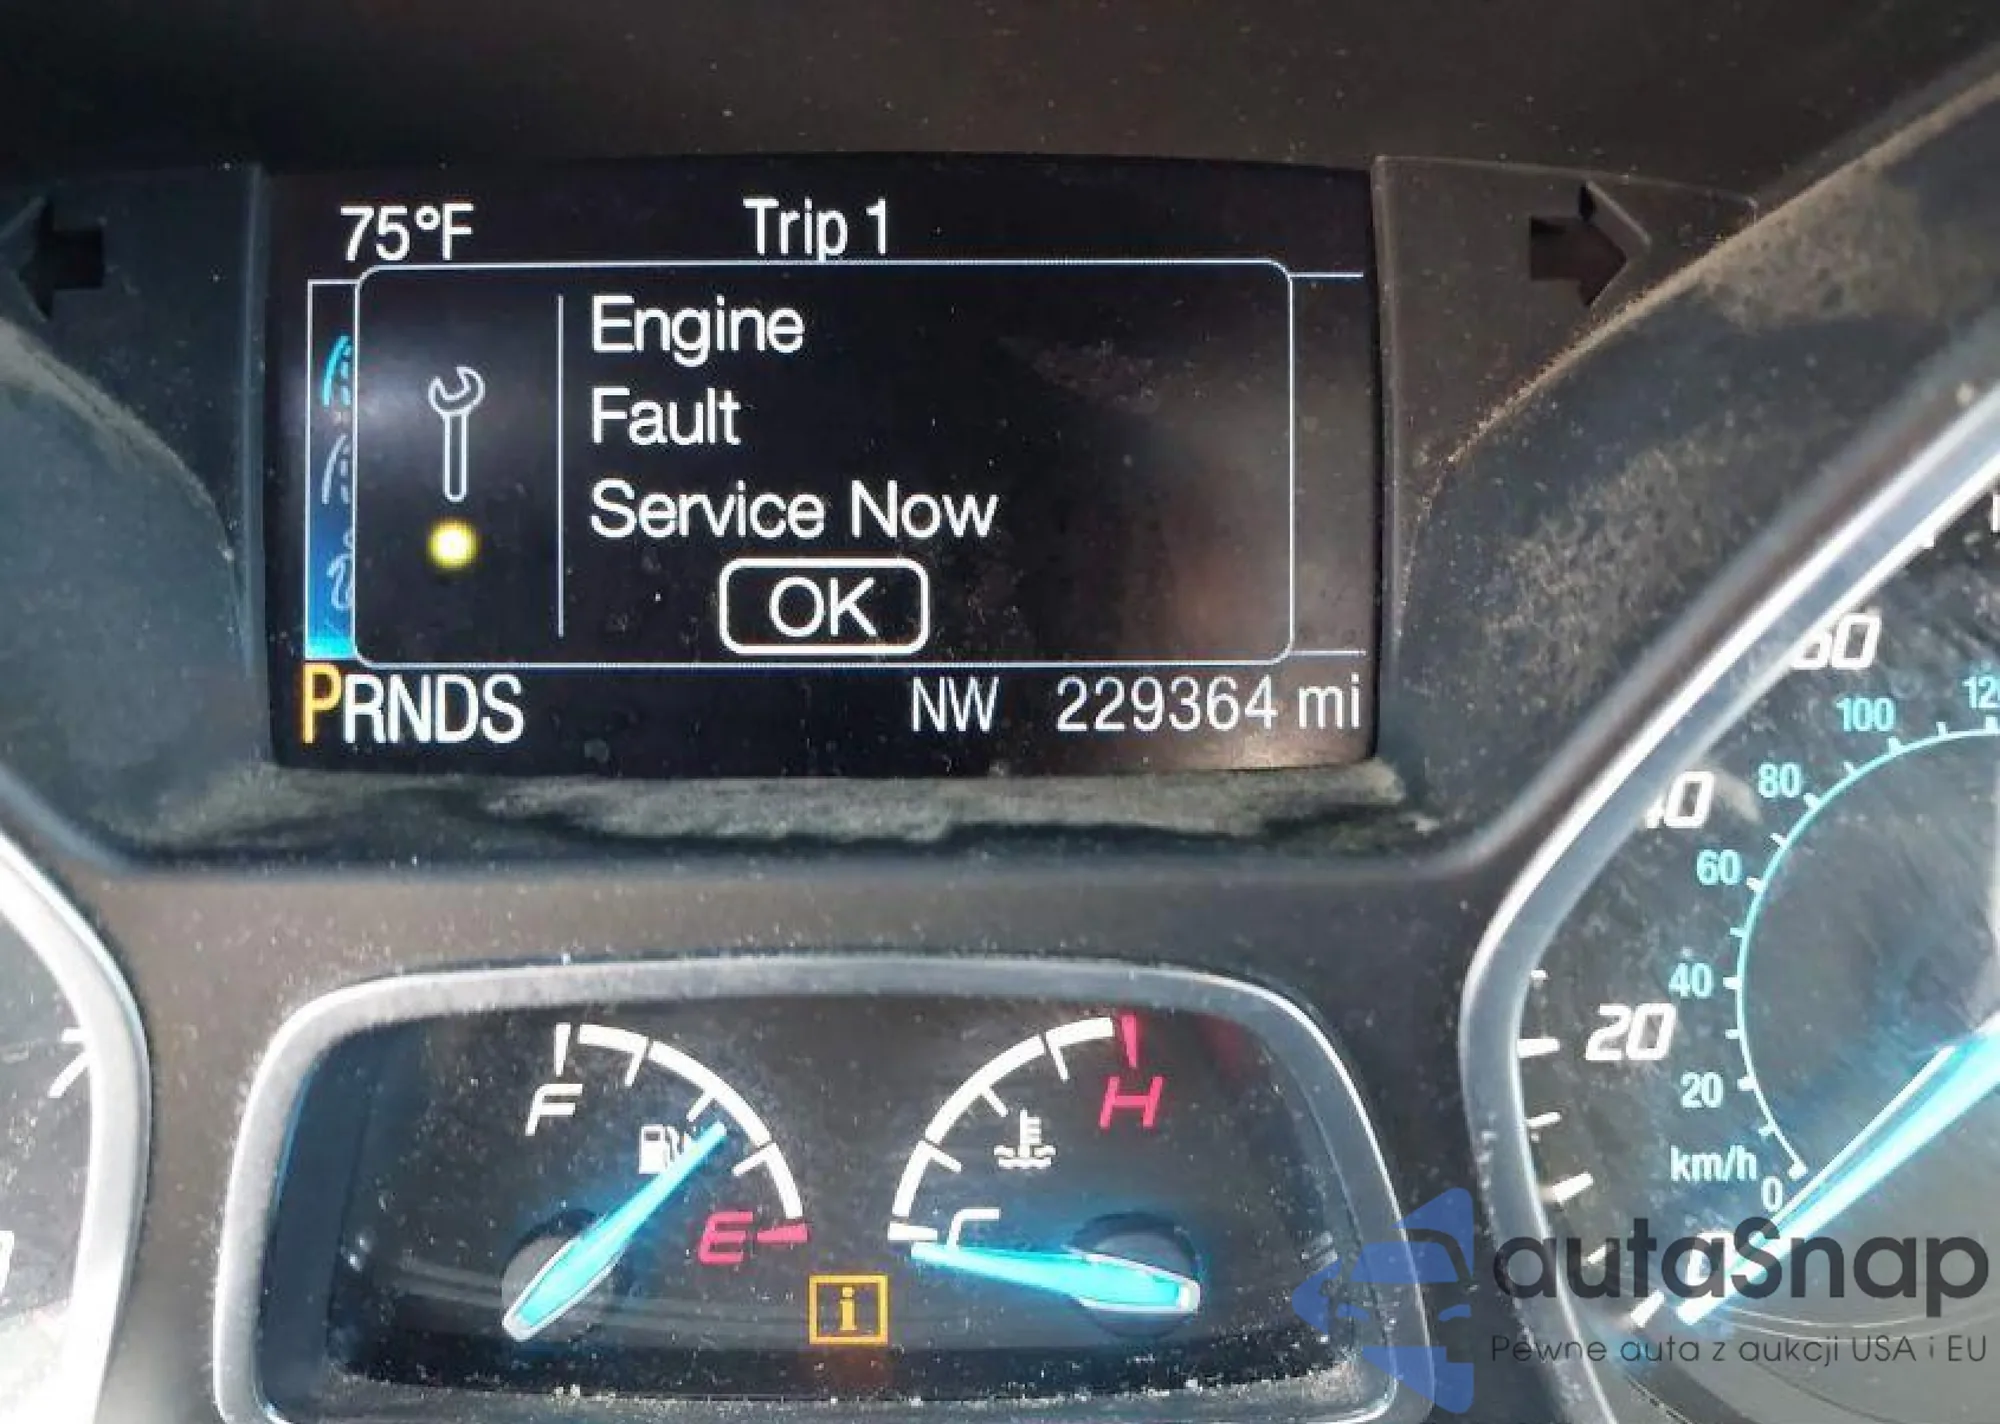 75°F Trip 1
Engine
Fault
Service Now
OK
PRNDS NW 229364 mi
100
80
60
40
20
20
km/h
0
F
H
E
C
i
7
autaSnap
Pewne auta z aukcji USA i EU